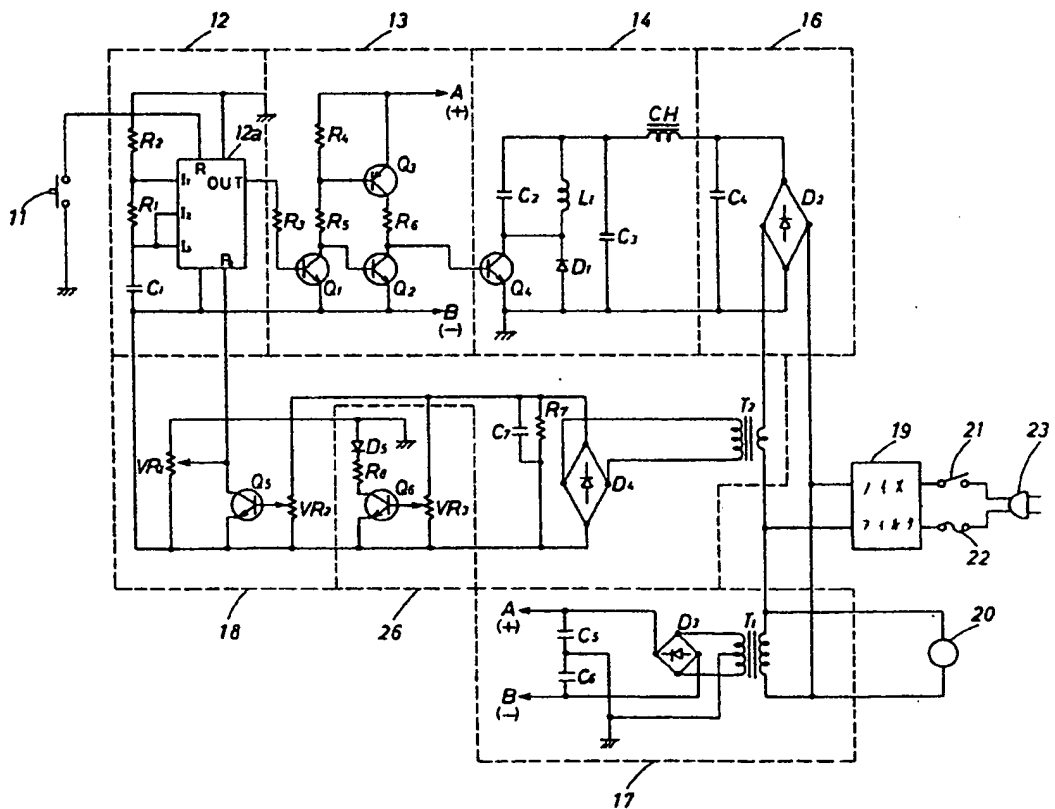 12
13
14
16
A
(+)
R2
12a
R4
CH
R
I1
OUT
Q3
C2
L1
C4
D2
11
R1
I2
R3
R5
R6
C3
I3
D1
R
C1
Q1
Q2
Q4
B
(−)
T2
R7
C7
19
21
23
VR1
D5
R8
D4
Q5
VR2
Q6
VR3
22
18
26
A
(+)
D3
T1
20
C5
C6
B
(−)
17